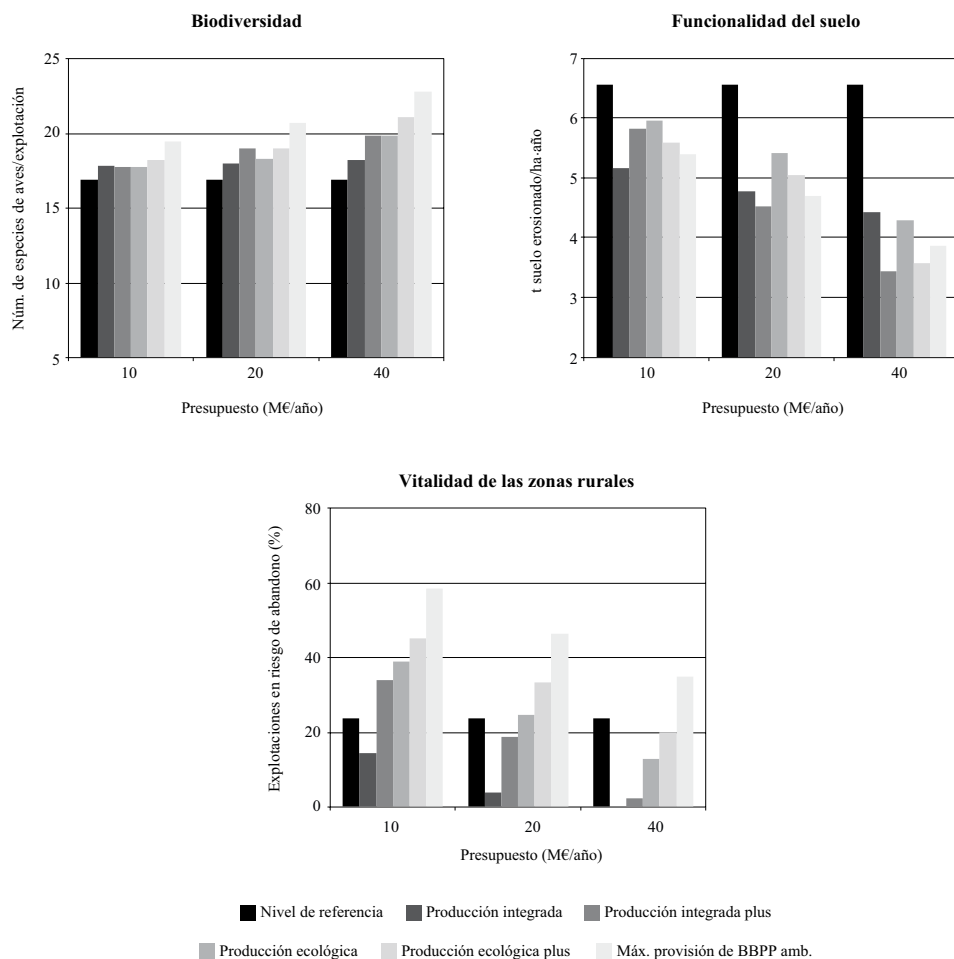 Biodiversidad
Núm. de especies de aves/explotación
25
20
15
10
5
10 20 40
Presupuesto (M€/año)
Funcionalidad del suelo
t suelo erosionado/ha·año
7
6
5
4
3
2
10 20 40
Presupuesto (M€/año)
Vitalidad de las zonas rurales
Explotaciones en riesgo de abandono (%)
80
60
40
20
0
10 20 40
Presupuesto (M€/año)
Nivel de referencia Producción integrada Producción integrada plus
Producción ecológica Producción ecológica plus Máx. provisión de BBPP amb.